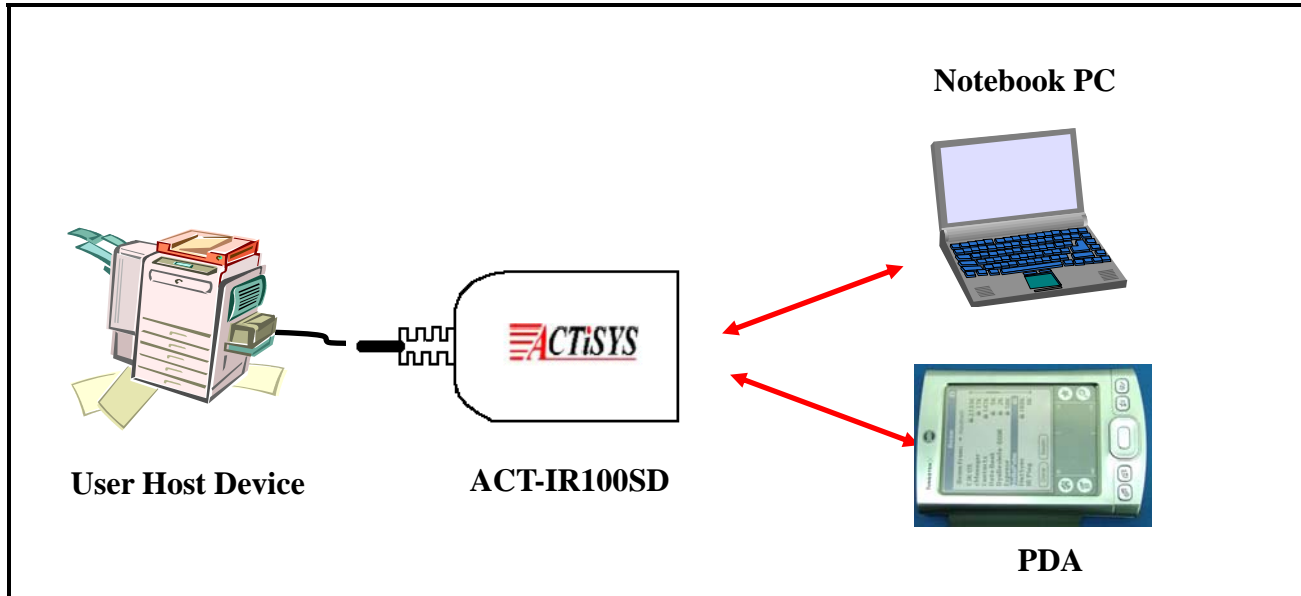 Notebook PC
ACTiSYS
User Host Device
ACT-IR100SD
PDA